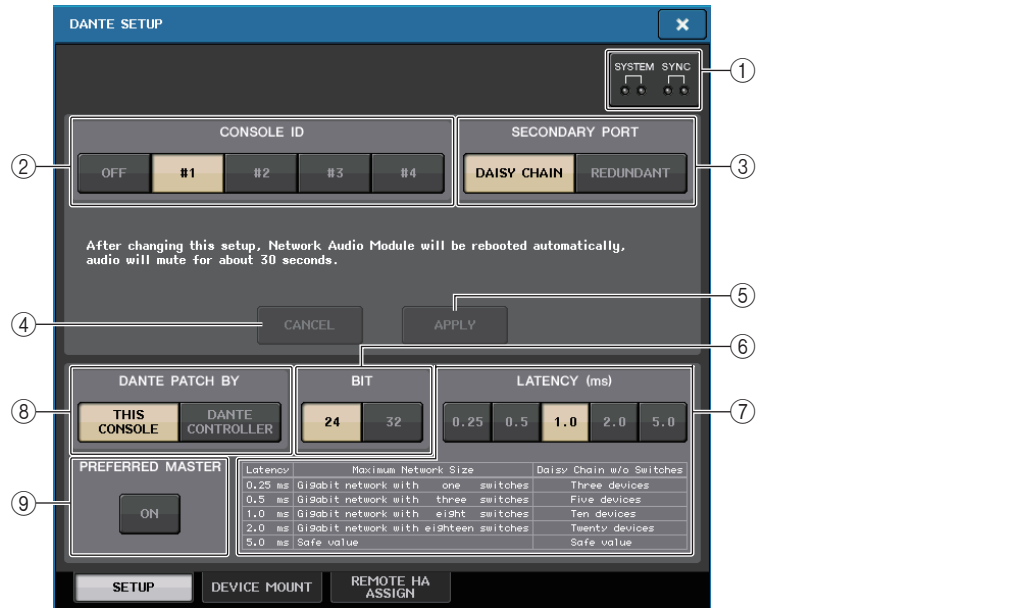 DANTE SETUP
×
SYSTEM SYNC
①
CONSOLE ID
SECONDARY PORT
②
OFF #1 #2 #3 #4
DAISY CHAIN REDUNDANT
③
After changing this setup, Network Audio Module will be rebooted automatically,
audio will mute for about 30 seconds.
⑤
④
CANCEL APPLY
⑥
DANTE PATCH BY
BIT
LATENCY (ms)
⑧
THIS CONSOLE
DANTE CONTROLLER
24 32
0.25 0.5 1.0 2.0 5.0
⑦
PREFERRED MASTER
⑨
ON
Latency Maximum Network Size Daisy Chain w/o Switches
0.25 ms Gigabit network with one switches Three devices
0.5 ms Gigabit network with three switches Five devices
1.0 ms Gigabit network with eight switches Ten devices
2.0 ms Gigabit network with eighteen switches Twenty devices
5.0 ms Safe value Safe value
SETUP
DEVICE MOUNT
REMOTE HA ASSIGN